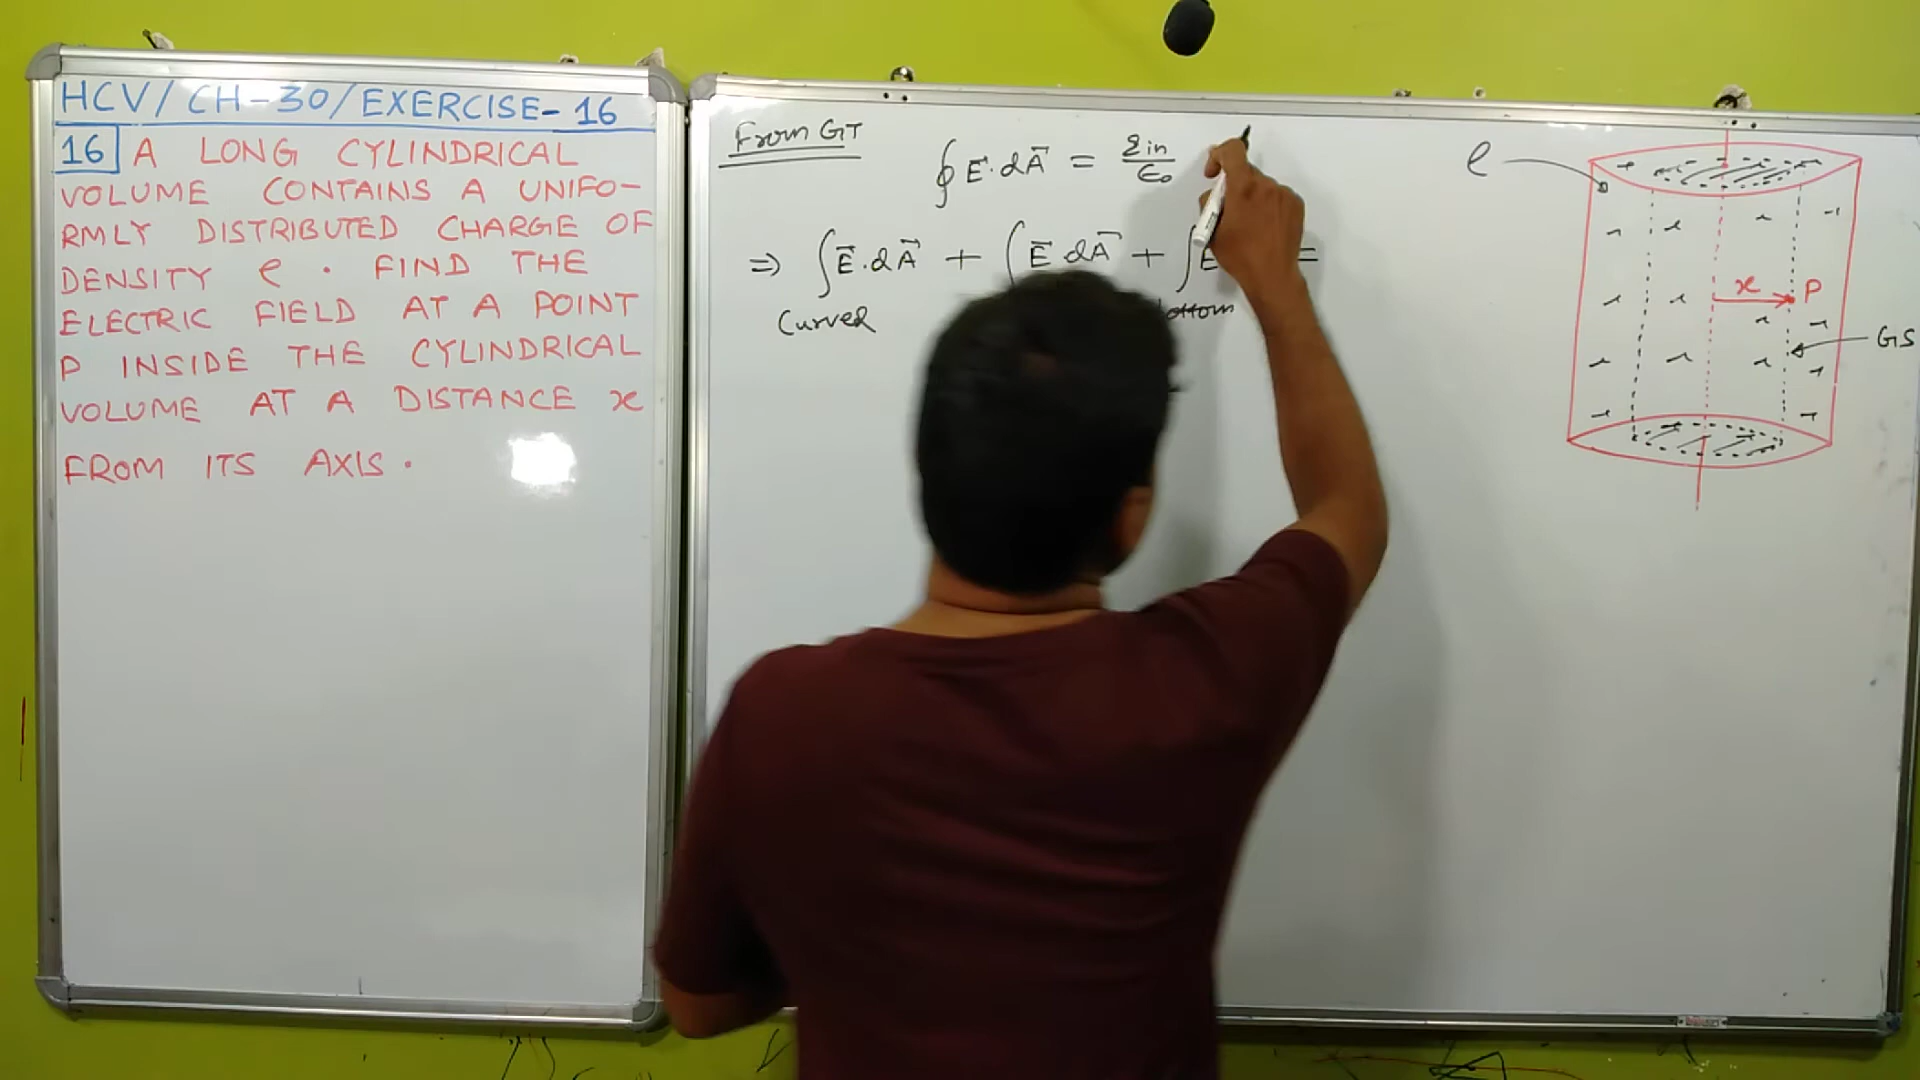 HCV/CH-30/EXERCISE-16
16 A LONG CYLINDRICAL
VOLUME CONTAINS A UNIFO-
RMLY DISTRIBUTED CHARGE OF
DENSITY ρ. FIND THE
ELECTRIC FIELD AT A POINT
P INSIDE THE CYLINDRICAL
VOLUME AT A DISTANCE x
FROM ITS AXIS.
From GT
∮ E⃗·dA⃗ = q_in/ε₀
⇒ ∫ E⃗·dA⃗ + ∫ E⃗·dA⃗ + ∫ E =
Curved
ρ
x P
GS